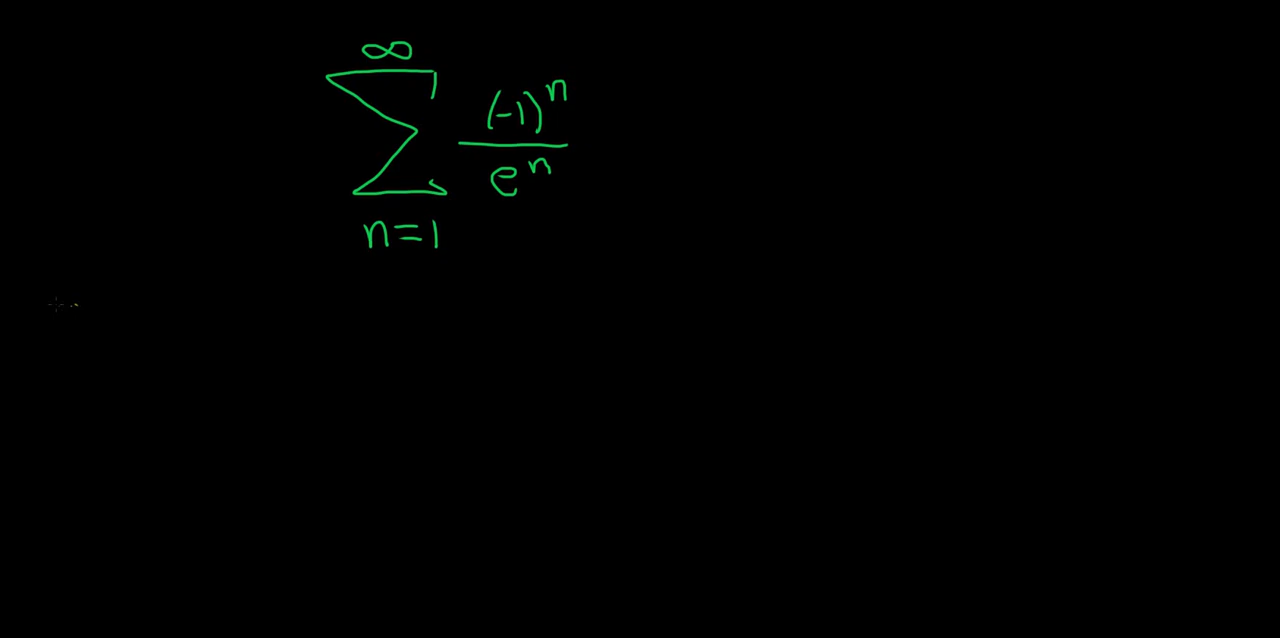 ∞
∑ (-1)^n / e^n
n=1